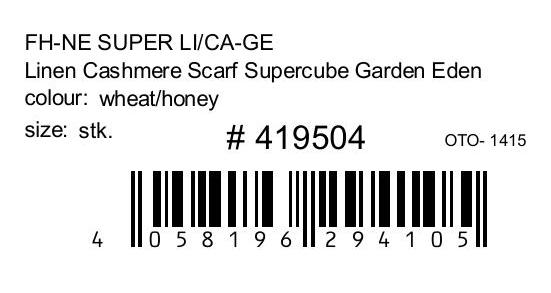 FH-NE SUPER LI/CA-GE
Linen Cashmere Scarf Supercube Garden Eden
colour: wheat/honey
size: stk.
# 419504
OTO- 1415
4 058196 294105